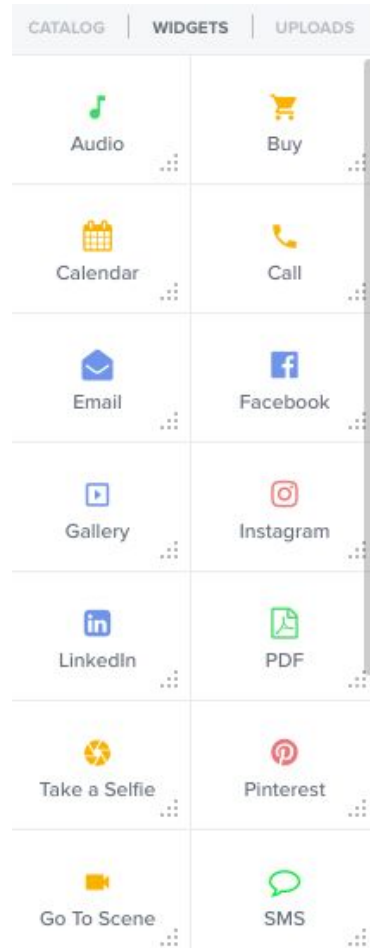 CATALOG | WIDGETS | UPLOADS
Audio Buy
Calendar Call
Email Facebook
Gallery Instagram
LinkedIn PDF
Take a Selfie Pinterest
Go To Scene SMS